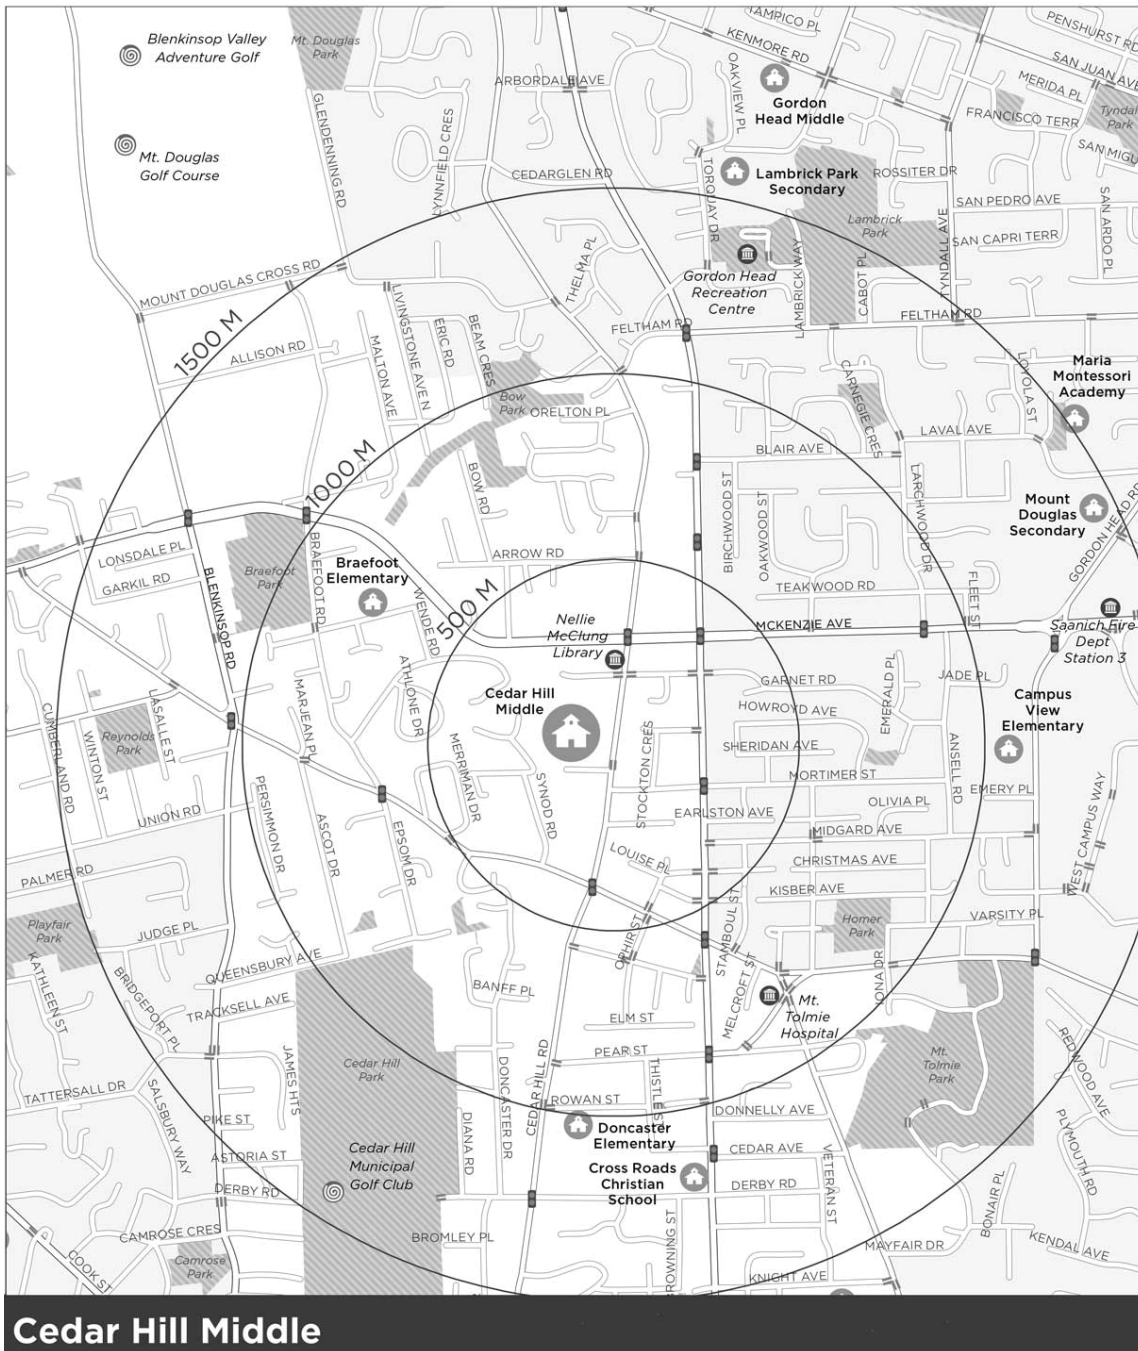 TAMPICO PL
PENSHURST RD
Blenkinsop Valley
Adventure Golf
Mt. Douglas
Park
KENMORE RD
SAN JUAN AVE
ARBORDALE AVE
OAKVIEW PL
MERIDA PL
Gordon
Head Middle
GLENDENNING RD
LYNNFIELD CRES
FRANCISCO TERR
Tyndall
Park
Mt. Douglas
Golf Course
SAN MIGU
CEDARGLEN RD
Lambrick Park
Secondary
ROSSITER DR
TORQUAY DR
SAN PEDRO AVE
SAN ARDO PL
Lambrick
Park
TYNDALL AVE
SAN CAPRI TERR
THELMA PL
LAMBRICK WAY
CABOT PL
MOUNT DOUGLAS CROSS RD
Gordon Head
Recreation
Centre
LIVINGSTONE AVE N
FELTHAM RD
FELTHAM RD
1500 M
ALLISON RD
MALTON AVE
ERIC RD
BEAM CRES
Maria
Montessori
Academy
CARNEGIE CRES
LOYOLA ST
Bow
Park
ORELTON PL
LAVAL AVE
BLAIR AVE
1000 M
BOW RD
BIRCHWOOD ST
OAKWOOD ST
LARCHWOOD DR
Mount
Douglas
Secondary
GORDON HEAD RD
LONSDALE PL
ARROW RD
GARKIL RD
BLENKINSOP RD
Braefoot
Park
BRAEFOOT RD
Braefoot
Elementary
WENDE RD
TEAKWOOD RD
FLEET ST
500 M
Nellie
McClung
Library
MCKENZIE AVE
Saanich Fire
Dept
Station 3
ATHLONE DR
GARNET RD
EMERALD PL
JADE PL
Cedar Hill
Middle
Campus
View
Elementary
CUMBERLAND RD
WINTON ST
LASALLE ST
Reynolds
Park
MARJEAN PL
HOWROYD AVE
MERRIMAN DR
SYNOD RD
STOCKTON CRES
SHERIDAN AVE
ANSELL RD
MORTIMER ST
EMERY PL
WEST CAMPUS WAY
UNION RD
PERSIMMON DR
ASCOT DR
EPSOM DR
EARLSTON AVE
OLIVIA PL
MIDGARD AVE
LOUISE PL
CHRISTMAS AVE
PALMER RD
KISBER AVE
STAMBOUL ST
VARSITY PL
Homer
Park
Playfair
Park
JUDGE PL
OPHIR ST
KATHLEEN ST
BRIDGEPORT PL
QUEENSBURY AVE
MELCROFT ST
IONA DR
BANFF PL
TRACKSELL AVE
Mt.
Tolmie
Hospital
ELM ST
REDWOOD AVE
CEDAR HILL RD
PEAR ST
Mt.
Tolmie
Park
JAMES HTS
Cedar Hill
Park
DONCASTER DR
THISTLE ST
TATTERSALL DR
SALSBURY WAY
ROWAN ST
DONNELLY AVE
PIKE ST
DIANA RD
Doncaster
Elementary
PLYMOUTH RD
ASTORIA ST
Cedar Hill
Municipal
Golf Club
CEDAR AVE
VETERAN ST
Cross Roads
Christian
School
DERBY RD
DERBY RD
BONAIR PL
CAMROSE CRES
BROMLEY PL
BROWNING ST
MAYFAIR DR
KENDAL AVE
COOK ST
Camrose
Park
KNIGHT AVE
Cedar Hill Middle